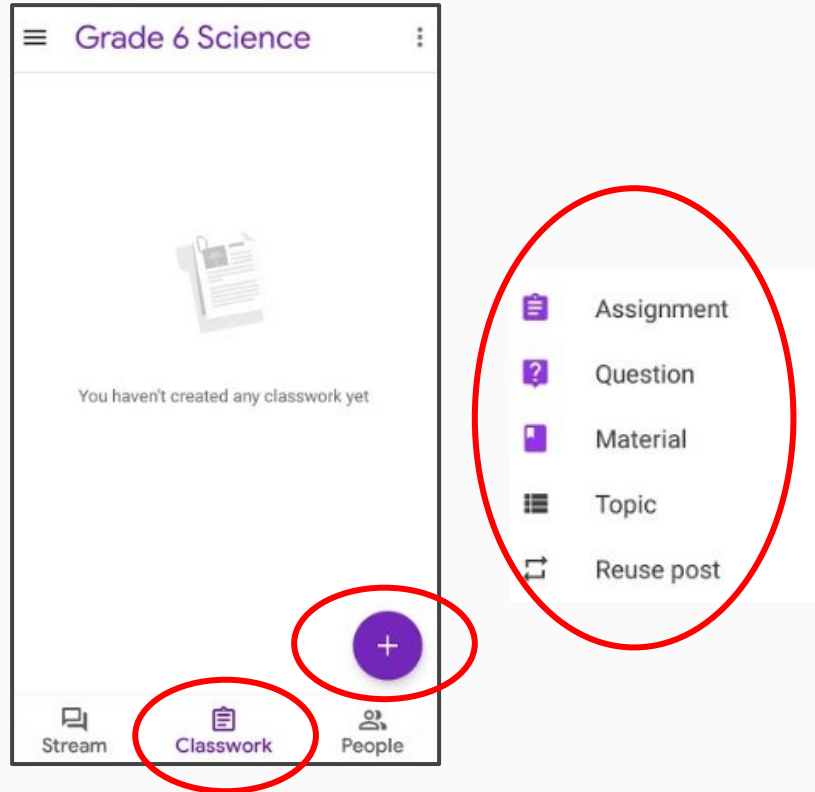 Grade 6 Science
You haven't created any classwork yet
Stream
Classwork
People
Assignment
Question
Material
Topic
Reuse post